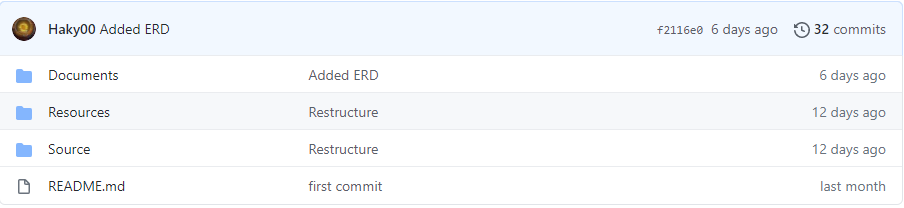 Haky00 Added ERD f2116e0 6 days ago 32 commits
Documents Added ERD 6 days ago
Resources Restructure 12 days ago
Source Restructure 12 days ago
README.md first commit last month